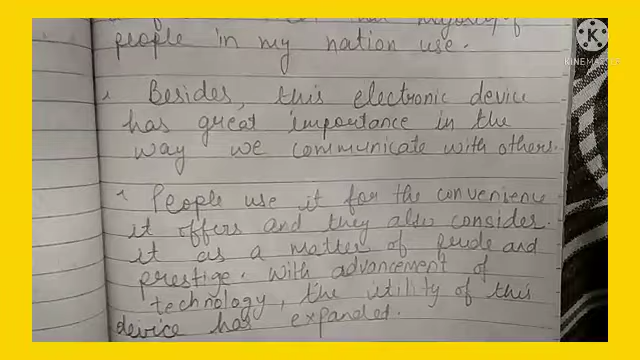 people in my nation use.
Besides, this electronic device
has great importance in the
way we communicate with others.
People use it for the convenience
it offers and they also consider
it as a matter of pride and
prestige. With advancement of
technology, the utility of this
device has expanded.
K
KINEMASTER